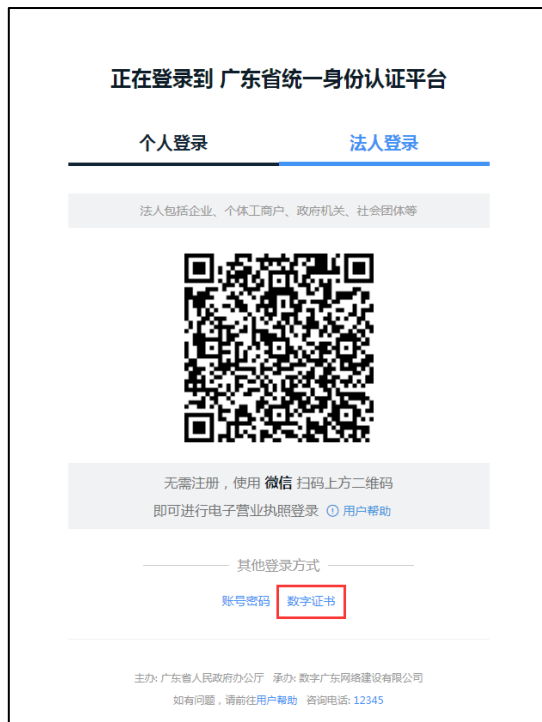 正在登录到 广东省统一身份认证平台
个人登录 法人登录
法人包括企业、个体工商户、政府机关、社会团体等
无需注册，使用 微信 扫码上方二维码
即可进行电子营业执照登录 用户帮助
其他登录方式
账号密码 数字证书
主办: 广东省人民政府办公厅 承办: 数字广东网络建设有限公司
如有问题，请前往用户帮助 咨询电话: 12345